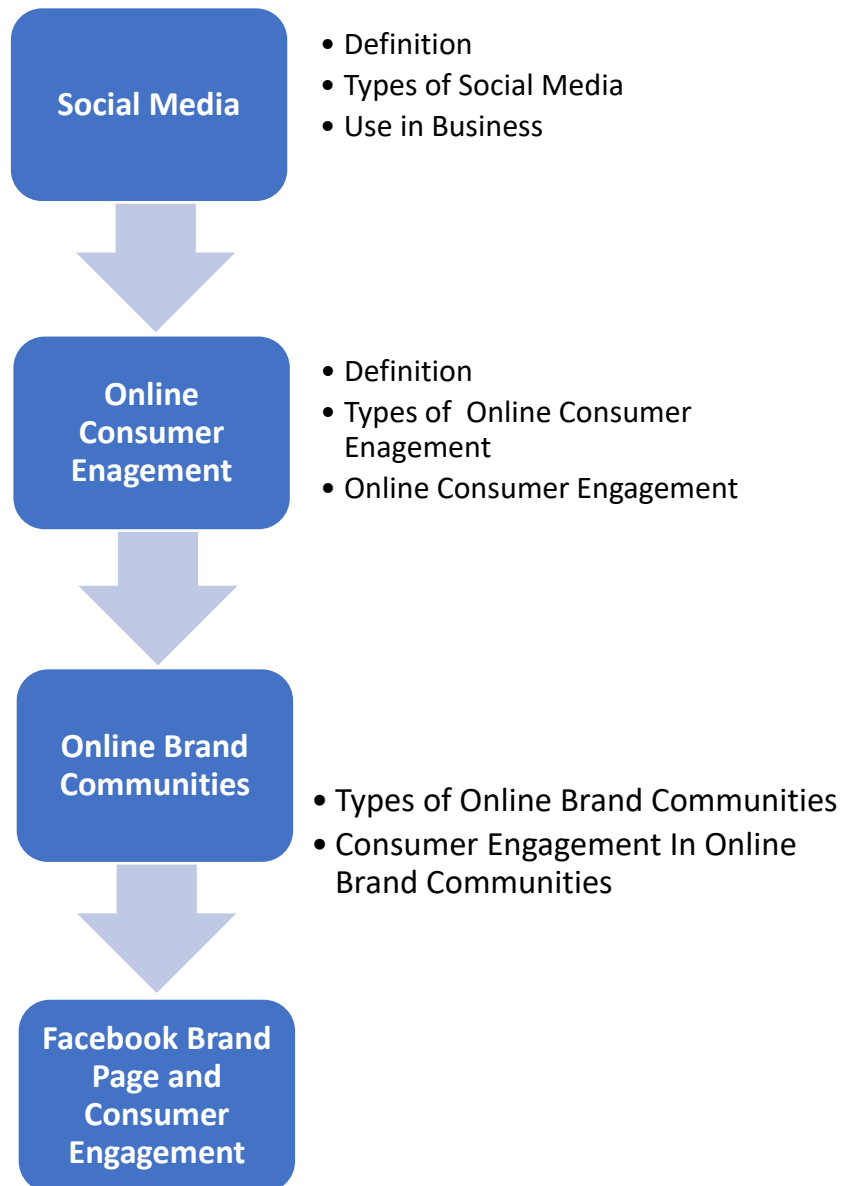 Social Media
• Definition
• Types of Social Media
• Use in Business
Online
Consumer
Enagement
• Definition
• Types of  Online Consumer
Enagement
• Online Consumer Engagement
Online Brand
Communities
• Types of Online Brand Communities
• Consumer Engagement In Online
Brand Communities
Facebook Brand
Page and
Consumer
Engagement